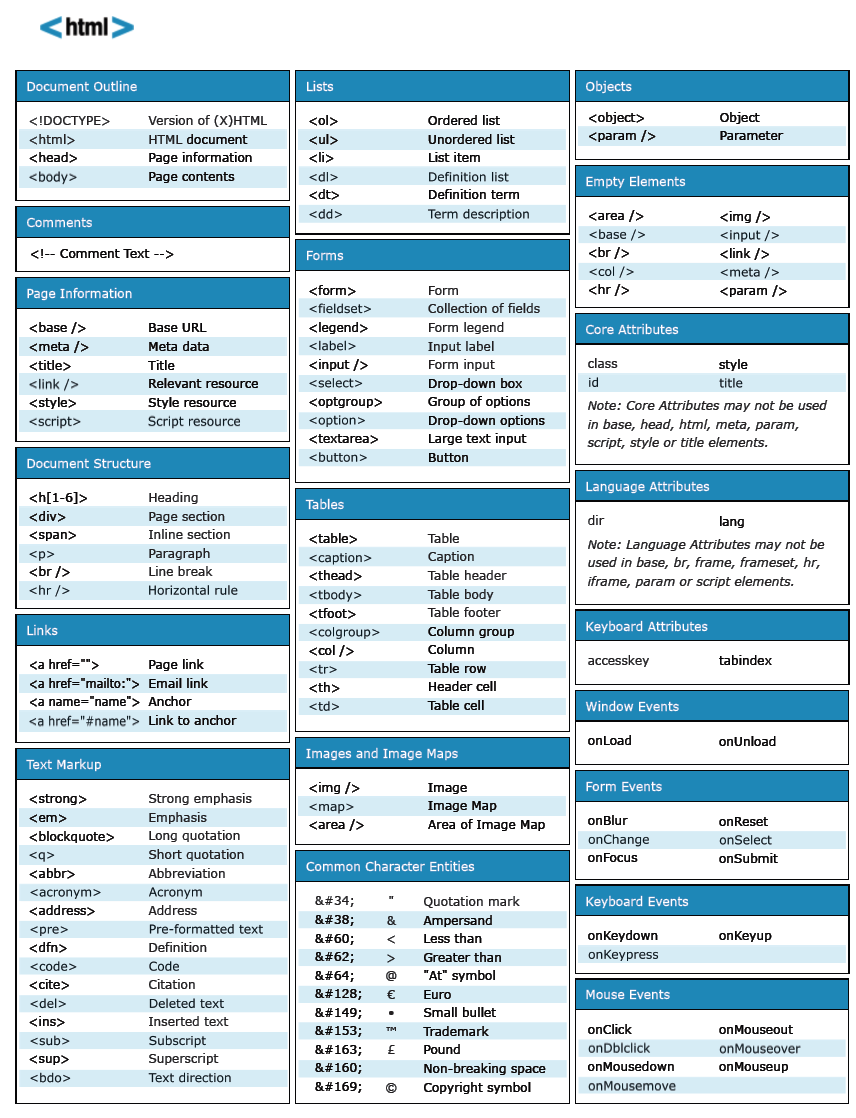 <html>
Document Outline
<!DOCTYPE> Version of (X)HTML
<html> HTML document
<head> Page information
<body> Page contents
Comments
<!-- Comment Text -->
Page Information
<base /> Base URL
<meta /> Meta data
<title> Title
<link /> Relevant resource
<style> Style resource
<script> Script resource
Document Structure
<h[1-6]> Heading
<div> Page section
<span> Inline section
<p> Paragraph
<br /> Line break
<hr /> Horizontal rule
Links
<a href=""> Page link
<a href="mailto:"> Email link
<a name="name"> Anchor
<a href="#name"> Link to anchor
Text Markup
<strong> Strong emphasis
<em> Emphasis
<blockquote> Long quotation
<q> Short quotation
<abbr> Abbreviation
<acronym> Acronym
<address> Address
<pre> Pre-formatted text
<dfn> Definition
<code> Code
<cite> Citation
<del> Deleted text
<ins> Inserted text
<sub> Subscript
<sup> Superscript
<bdo> Text direction
Lists
<ol> Ordered list
<ul> Unordered list
<li> List item
<dl> Definition list
<dt> Definition term
<dd> Term description
Forms
<form> Form
<fieldset> Collection of fields
<legend> Form legend
<label> Input label
<input /> Form input
<select> Drop-down box
<optgroup> Group of options
<option> Drop-down options
<textarea> Large text input
<button> Button
Tables
<table> Table
<caption> Caption
<thead> Table header
<tbody> Table body
<tfoot> Table footer
<colgroup> Column group
<col /> Column
<tr> Table row
<th> Header cell
<td> Table cell
Images and Image Maps
<img /> Image
<map> Image Map
<area /> Area of Image Map
Common Character Entities
&#34; " Quotation mark
&#38; & Ampersand
&#60; < Less than
&#62; > Greater than
&#64; @ "At" symbol
&#128; € Euro
&#149; • Small bullet
&#153; ™ Trademark
&#163; £ Pound
&#160; Non-breaking space
&#169; © Copyright symbol
Objects
<object> Object
<param /> Parameter
Empty Elements
<area /> <img />
<base /> <input />
<br /> <link />
<col /> <meta />
<hr /> <param />
Core Attributes
class style
id title
Note: Core Attributes may not be used
in base, head, html, meta, param,
script, style or title elements.
Language Attributes
dir lang
Note: Language Attributes may not be
used in base, br, frame, frameset, hr,
iframe, param or script elements.
Keyboard Attributes
accesskey tabindex
Window Events
onLoad onUnload
Form Events
onBlur onReset
onChange onSelect
onFocus onSubmit
Keyboard Events
onKeydown onKeyup
onKeypress
Mouse Events
onClick onMouseout
onDblclick onMouseover
onMousedown onMouseup
onMousemove